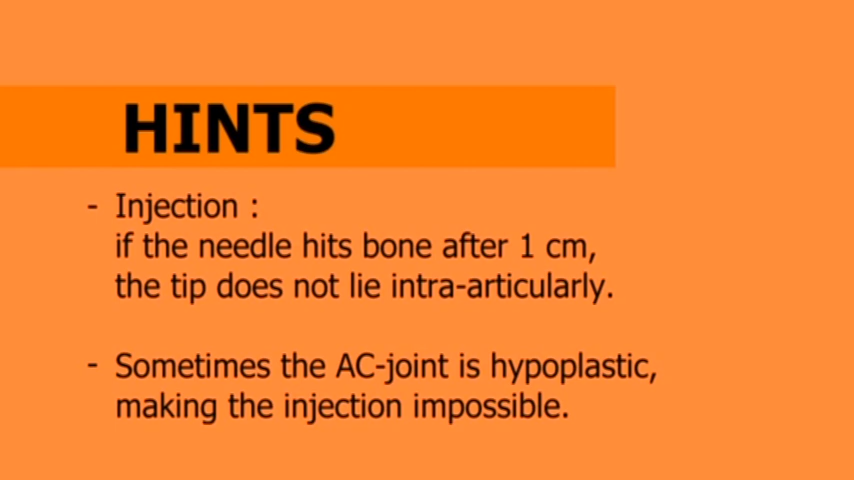 HINTS
- Injection :
if the needle hits bone after 1 cm,
the tip does not lie intra-articularly.
- Sometimes the AC-joint is hypoplastic,
making the injection impossible.